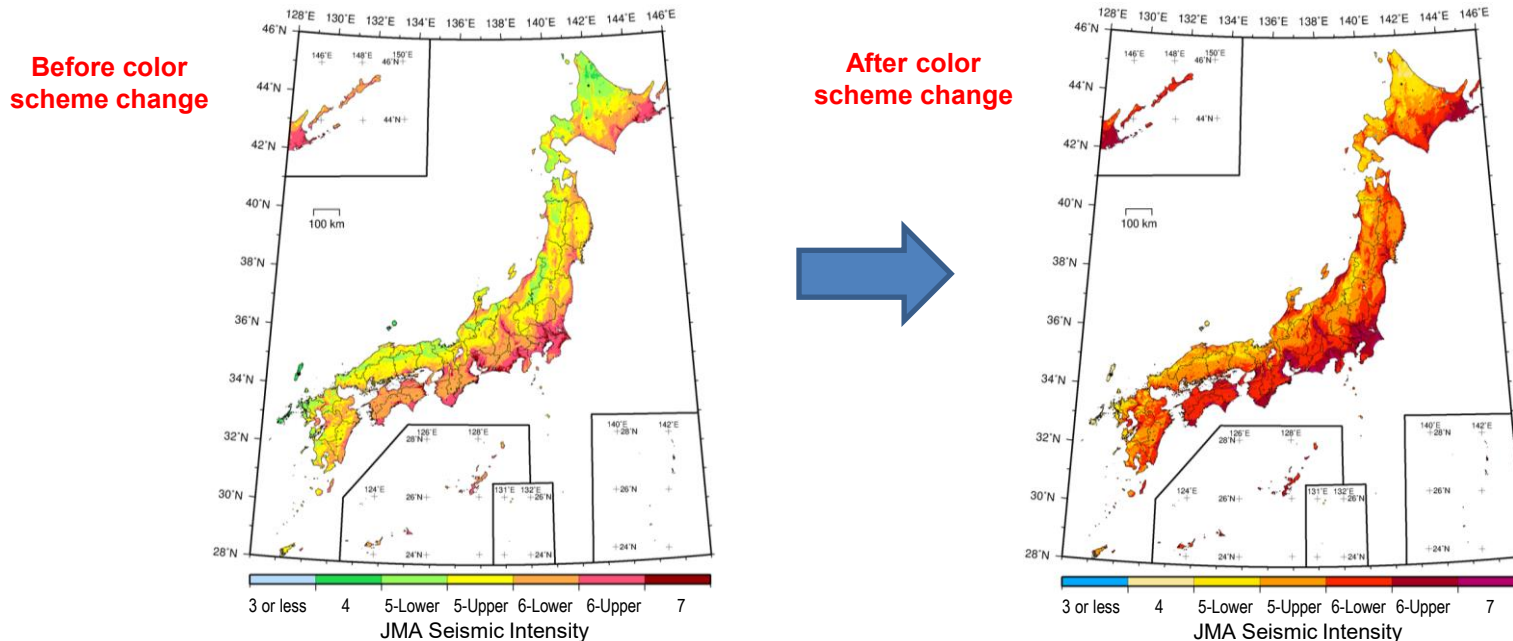 Before color
scheme change
128˚E 130˚E 132˚E 134˚E 136˚E 138˚E 140˚E 142˚E 144˚E 146˚E
46˚N
44˚N
42˚N
40˚N
38˚N
36˚N
34˚N
32˚N
30˚N
28˚N
146˚E 148˚E 150˚E
46˚N
44˚N
100 km
126˚E 128˚E
28˚N
124˚E
26˚N
24˚N
131˚E 132˚E
26˚N
140˚E 142˚E
28˚N
26˚N
24˚N
3 or less 4 5-Lower 5-Upper 6-Lower 6-Upper 7
JMA Seismic Intensity
After color
scheme change
128˚E 130˚E 132˚E 134˚E 136˚E 138˚E 140˚E 142˚E 144˚E 146˚E
46˚N
44˚N
42˚N
40˚N
38˚N
36˚N
34˚N
32˚N
30˚N
28˚N
146˚E 148˚E 150˚E
46˚N
44˚N
100 km
126˚E 128˚E
28˚N
124˚E
26˚N
24˚N
131˚E 132˚E
26˚N
140˚E 142˚E
28˚N
26˚N
24˚N
3 or less 4 5-Lower 5-Upper 6-Lower 6-Upper 7
JMA Seismic Intensity